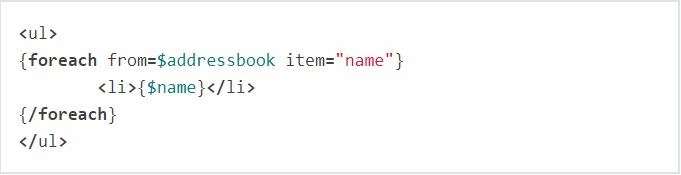 <ul>
{foreach from=$addressbook item="name"}
        <li>{$name}</li>
{/foreach}
</ul>